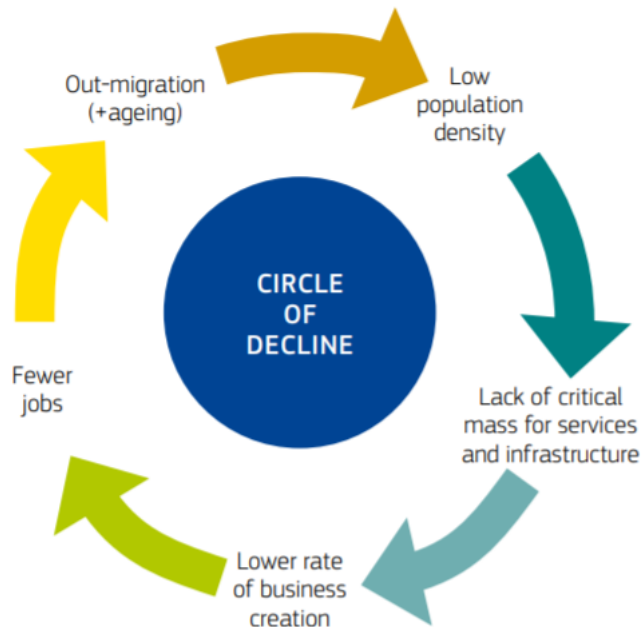 Out-migration
(+ageing)
Low
population
density
CIRCLE
OF
DECLINE
Fewer
jobs
Lack of critical
mass for services
and infrastructure
Lower rate
of business
creation